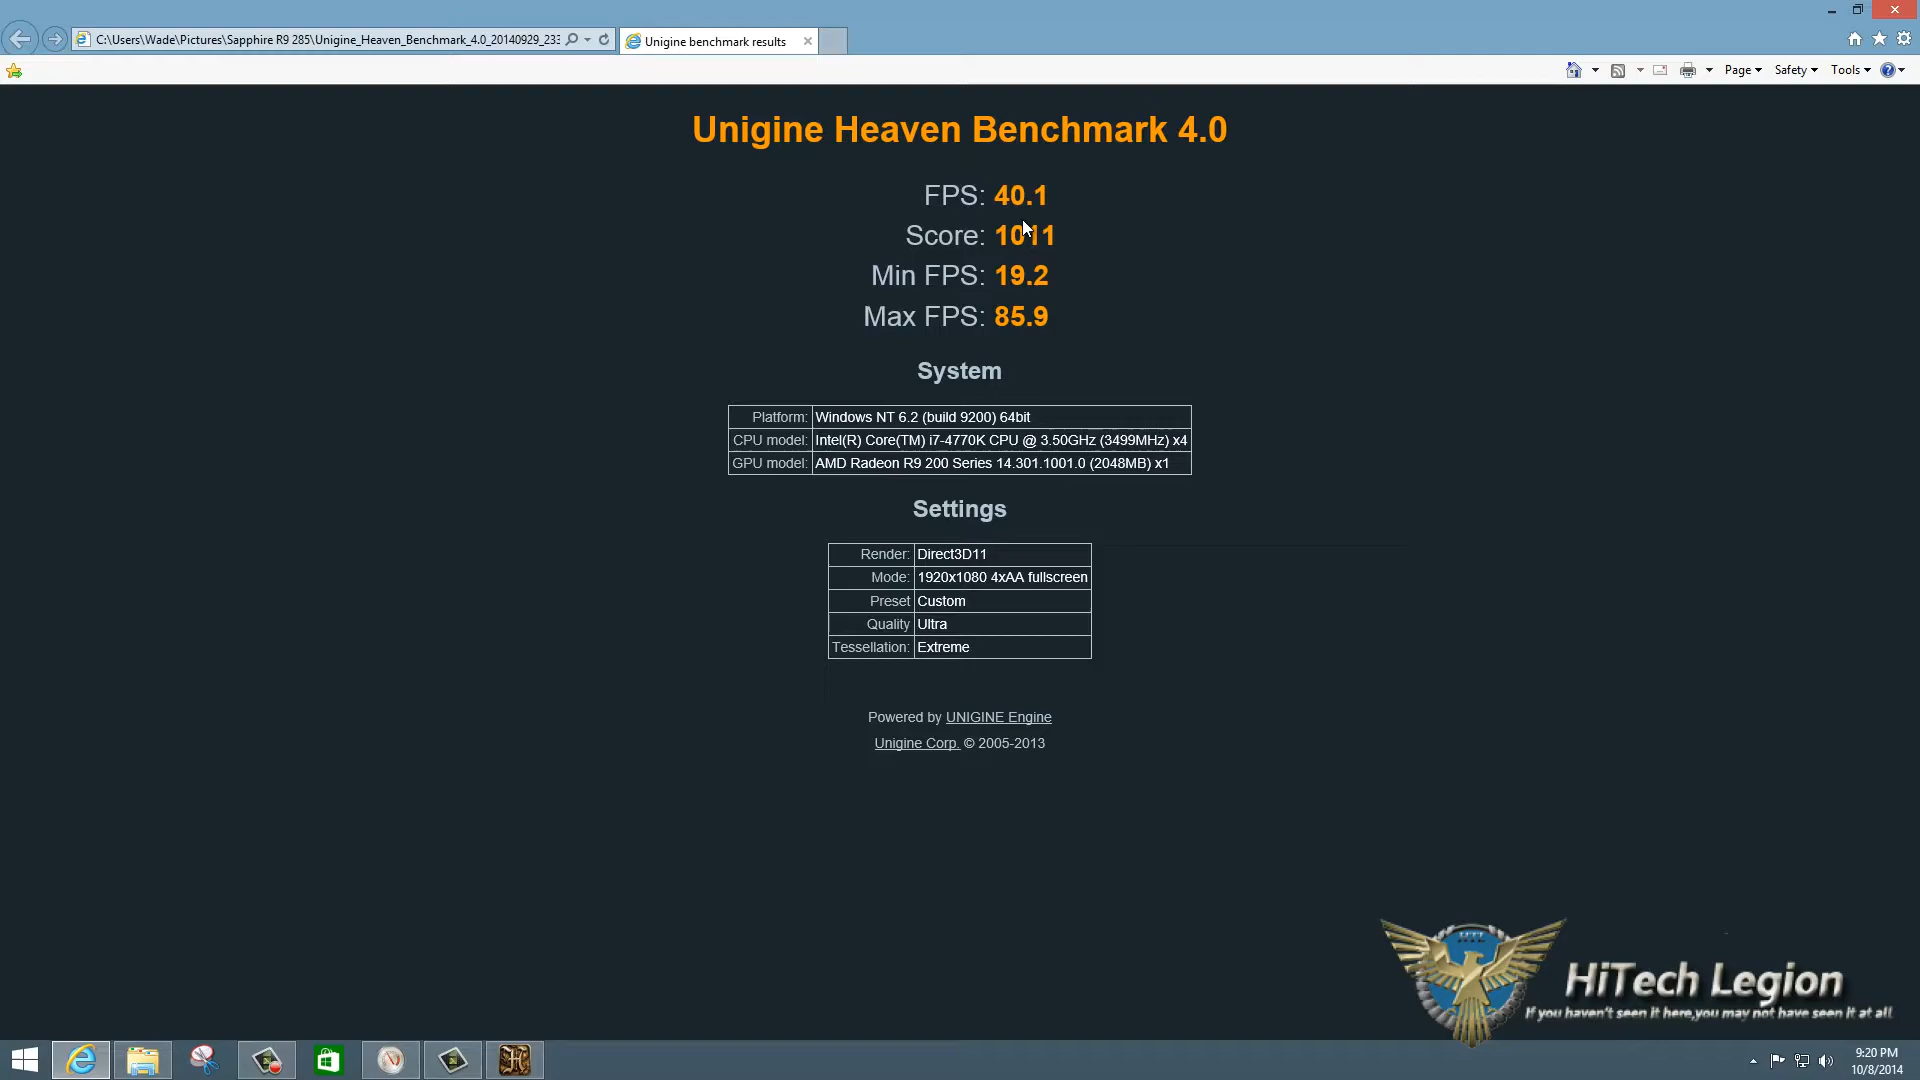 C:\Users\Wade\Pictures\Sapphire R9 285\Unigine_Heaven_Benchmark_4.0_20140929_233
Unigine benchmark results
Page
Safety
Tools
Unigine Heaven Benchmark 4.0
FPS: 40.1
Score: 1011
Min FPS: 19.2
Max FPS: 85.9
System
Platform: Windows NT 6.2 (build 9200) 64bit
CPU model: Intel(R) Core(TM) i7-4770K CPU @ 3.50GHz (3499MHz) x4
GPU model: AMD Radeon R9 200 Series 14.301.1001.0 (2048MB) x1
Settings
Render: Direct3D11
Mode: 1920x1080 4xAA fullscreen
Preset Custom
Quality Ultra
Tessellation: Extreme
Powered by UNIGINE Engine
Unigine Corp. © 2005-2013
HiTech Legion
If you haven't seen it here,you may not have seen it at all
9:20 PM
10/8/2014